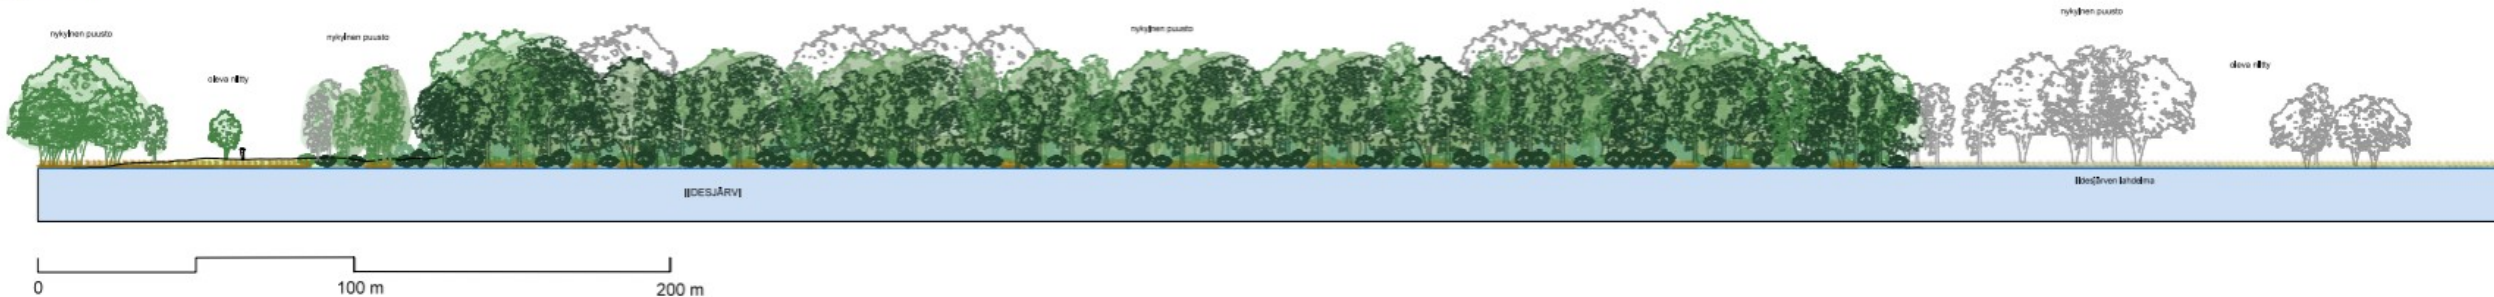 nykyinen puusto
oleva niitty
nykyinen puusto
nykyinen puusto
nykyinen puusto
oleva niitty
IIDESJÄRVI
Iidesjärven lahdelma
0
100 m
200 m